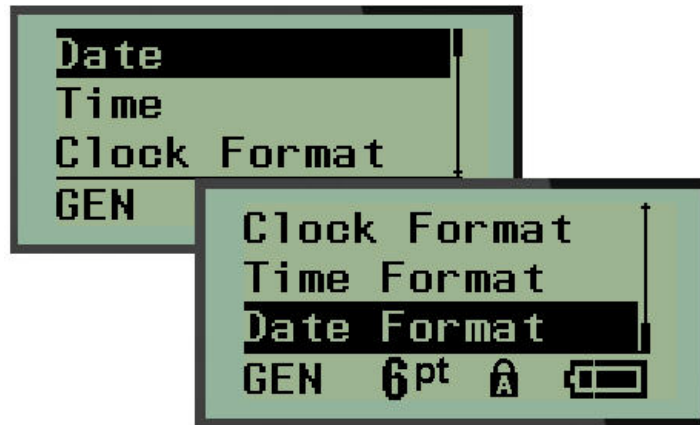 Date
Time
Clock Format
GEN
Clock Format
Time Format
Date Format
GEN 6pt A